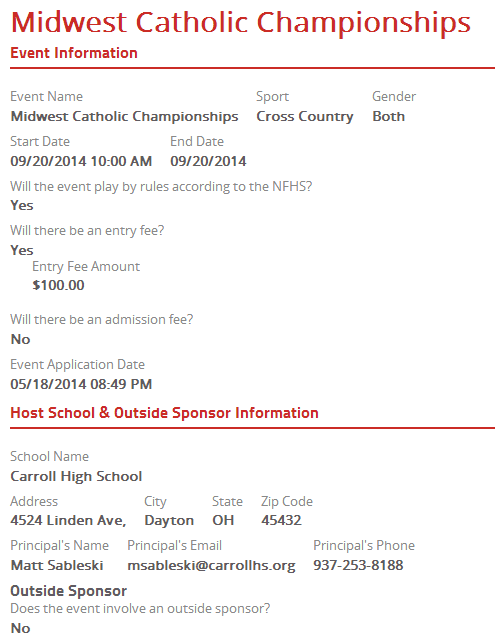 Midwest Catholic Championships
Event Information
Event Name Sport Gender
Midwest Catholic Championships Cross Country Both
Start Date End Date
09/20/2014 10:00 AM 09/20/2014
Will the event play by rules according to the NFHS?
Yes
Will there be an entry fee?
Yes
Entry Fee Amount
$100.00
Will there be an admission fee?
No
Event Application Date
05/18/2014 08:49 PM
Host School & Outside Sponsor Information
School Name
Carroll High School
Address City State Zip Code
4524 Linden Ave, Dayton OH 45432
Principal's Name Principal's Email Principal's Phone
Matt Sableski msableski@carrollhs.org 937-253-8188
Outside Sponsor
Does the event involve an outside sponsor?
No